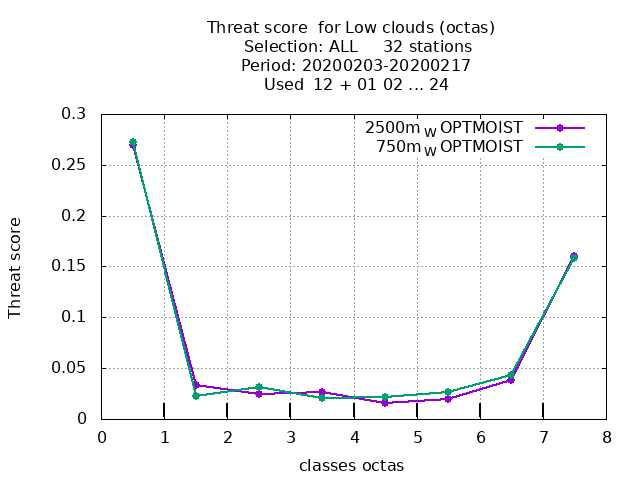 Threat score for Low clouds (octas)
Selection: ALL 32 stations
Period: 20200203-20200217
Used 12 + 01 02 ... 24
2500m_W OPTMOIST
750m_W OPTMOIST
0.3
0.25
0.2
0.15
0.1
0.05
0
Threat score
0 1 2 3 4 5 6 7 8
classes octas